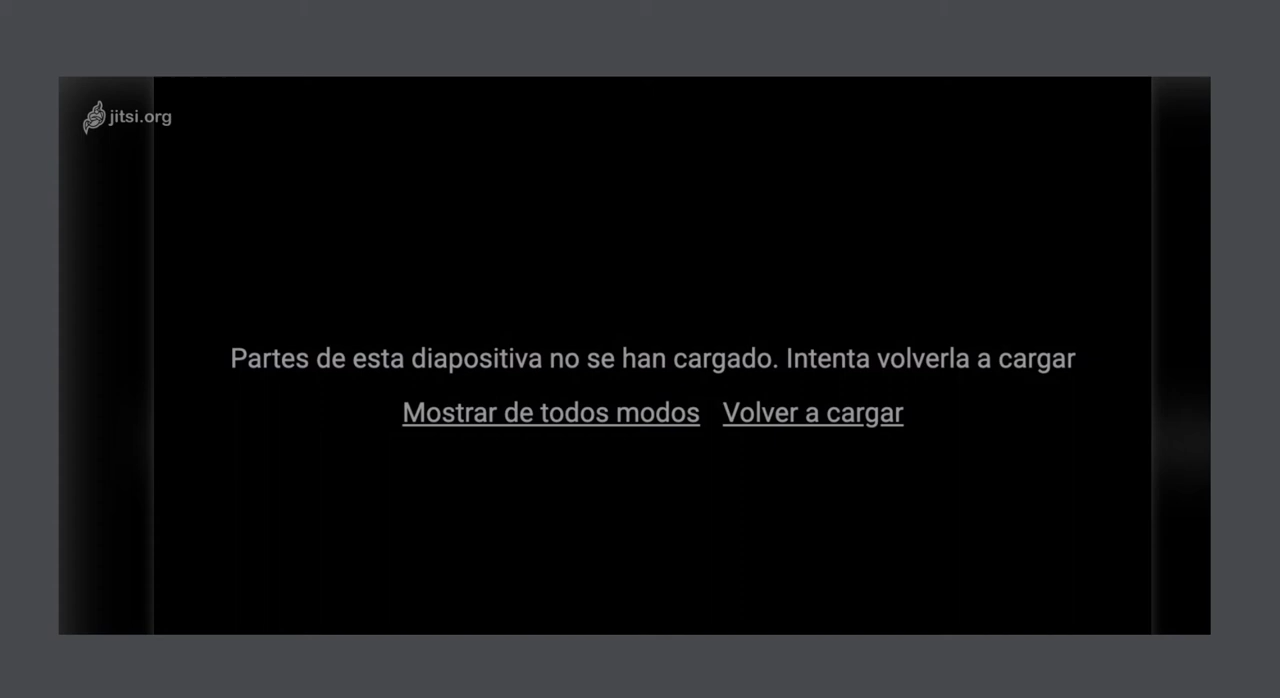 jitsi.org
Partes de esta diapositiva no se han cargado. Intenta volverla a cargar
Mostrar de todos modos Volver a cargar